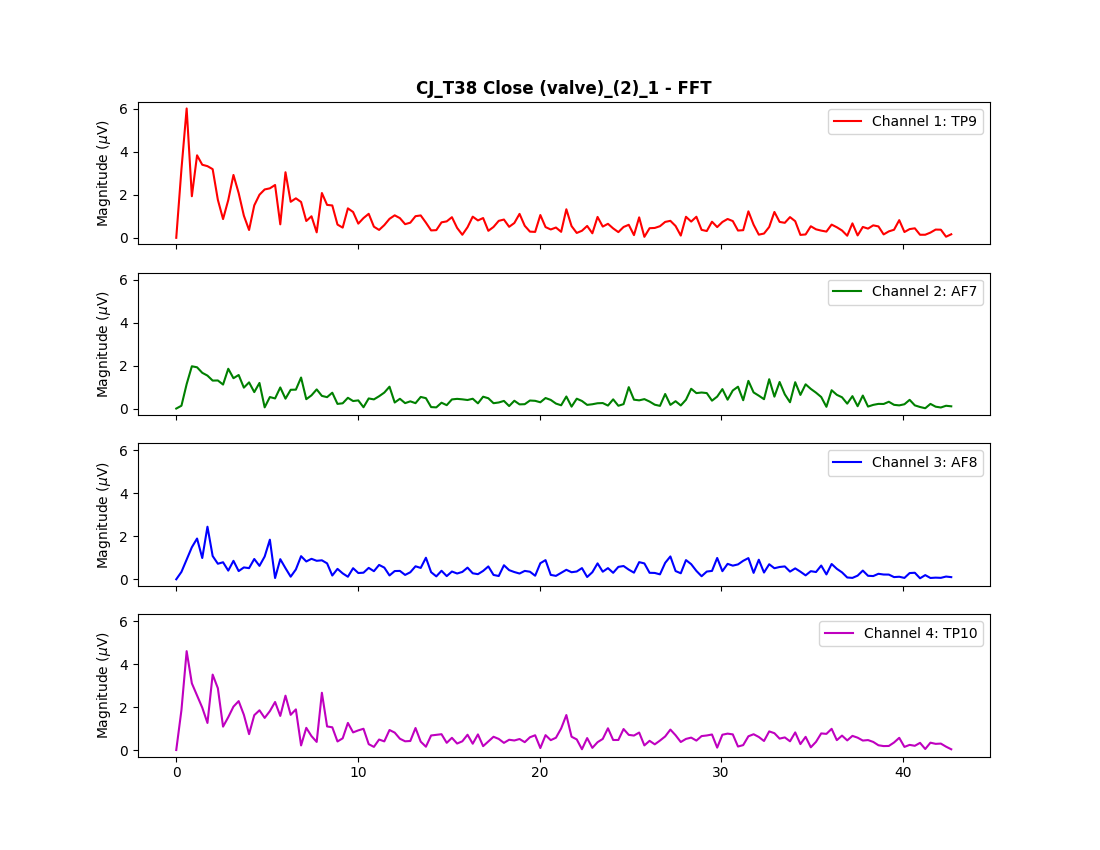 CJ_T38 Close (valve)_(2)_1 - FFT
Magnitude (µV)
6
4
2
0
Channel 1: TP9
Magnitude (µV)
6
4
2
0
Channel 2: AF7
Magnitude (µV)
6
4
2
0
Channel 3: AF8
Magnitude (µV)
6
4
2
0
Channel 4: TP10
0 10 20 30 40